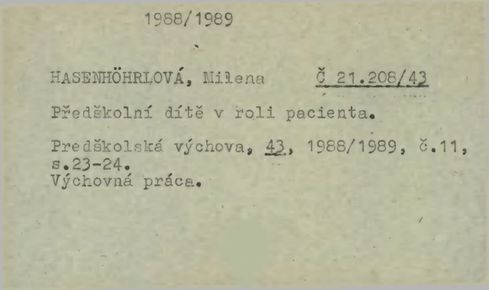 1988/1989
HASENHÖHRLOVÁ, Milena Č 21.208/43
Předškolní dítě v roli pacienta.
Predškolská výchova, 43, 1988/1989, č.11,
s.23-24.
Výchovná práca.